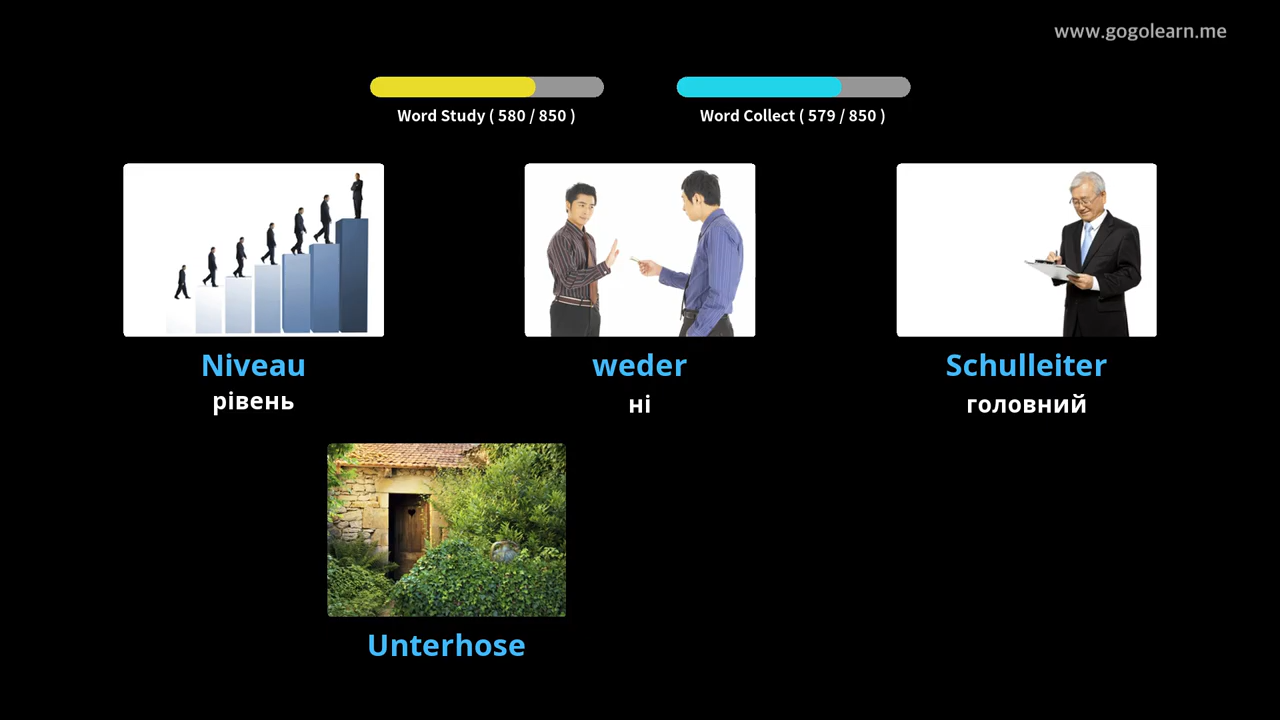 www.gogolearn.me
Word Study ( 580 / 850 )
Word Collect ( 579 / 850 )
Niveau
рівень
weder
ні
Schulleiter
головний
Unterhose